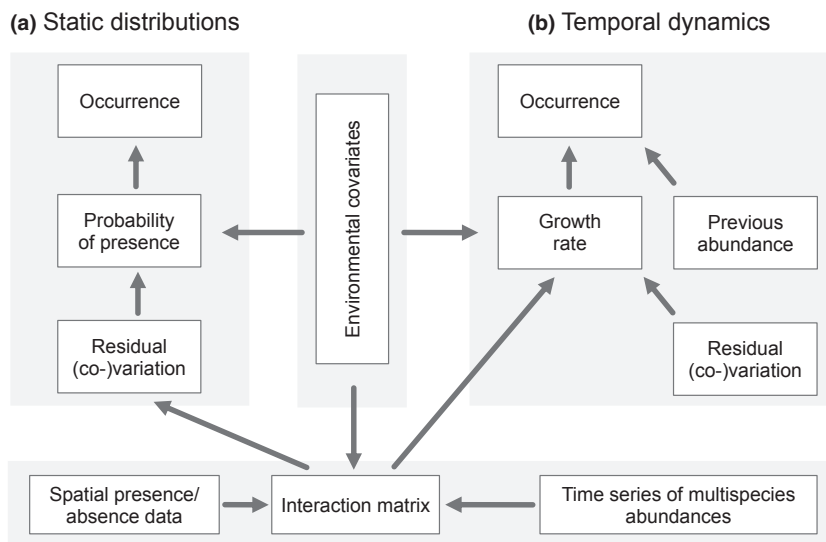 (a) Static distributions
Occurrence
Probability
of presence
Residual
(co-)variation
Environmental covariates
(b) Temporal dynamics
Occurrence
Growth
rate
Previous
abundance
Residual
(co-)variation
Spatial presence/
absence data
Interaction matrix
Time series of multispecies
abundances